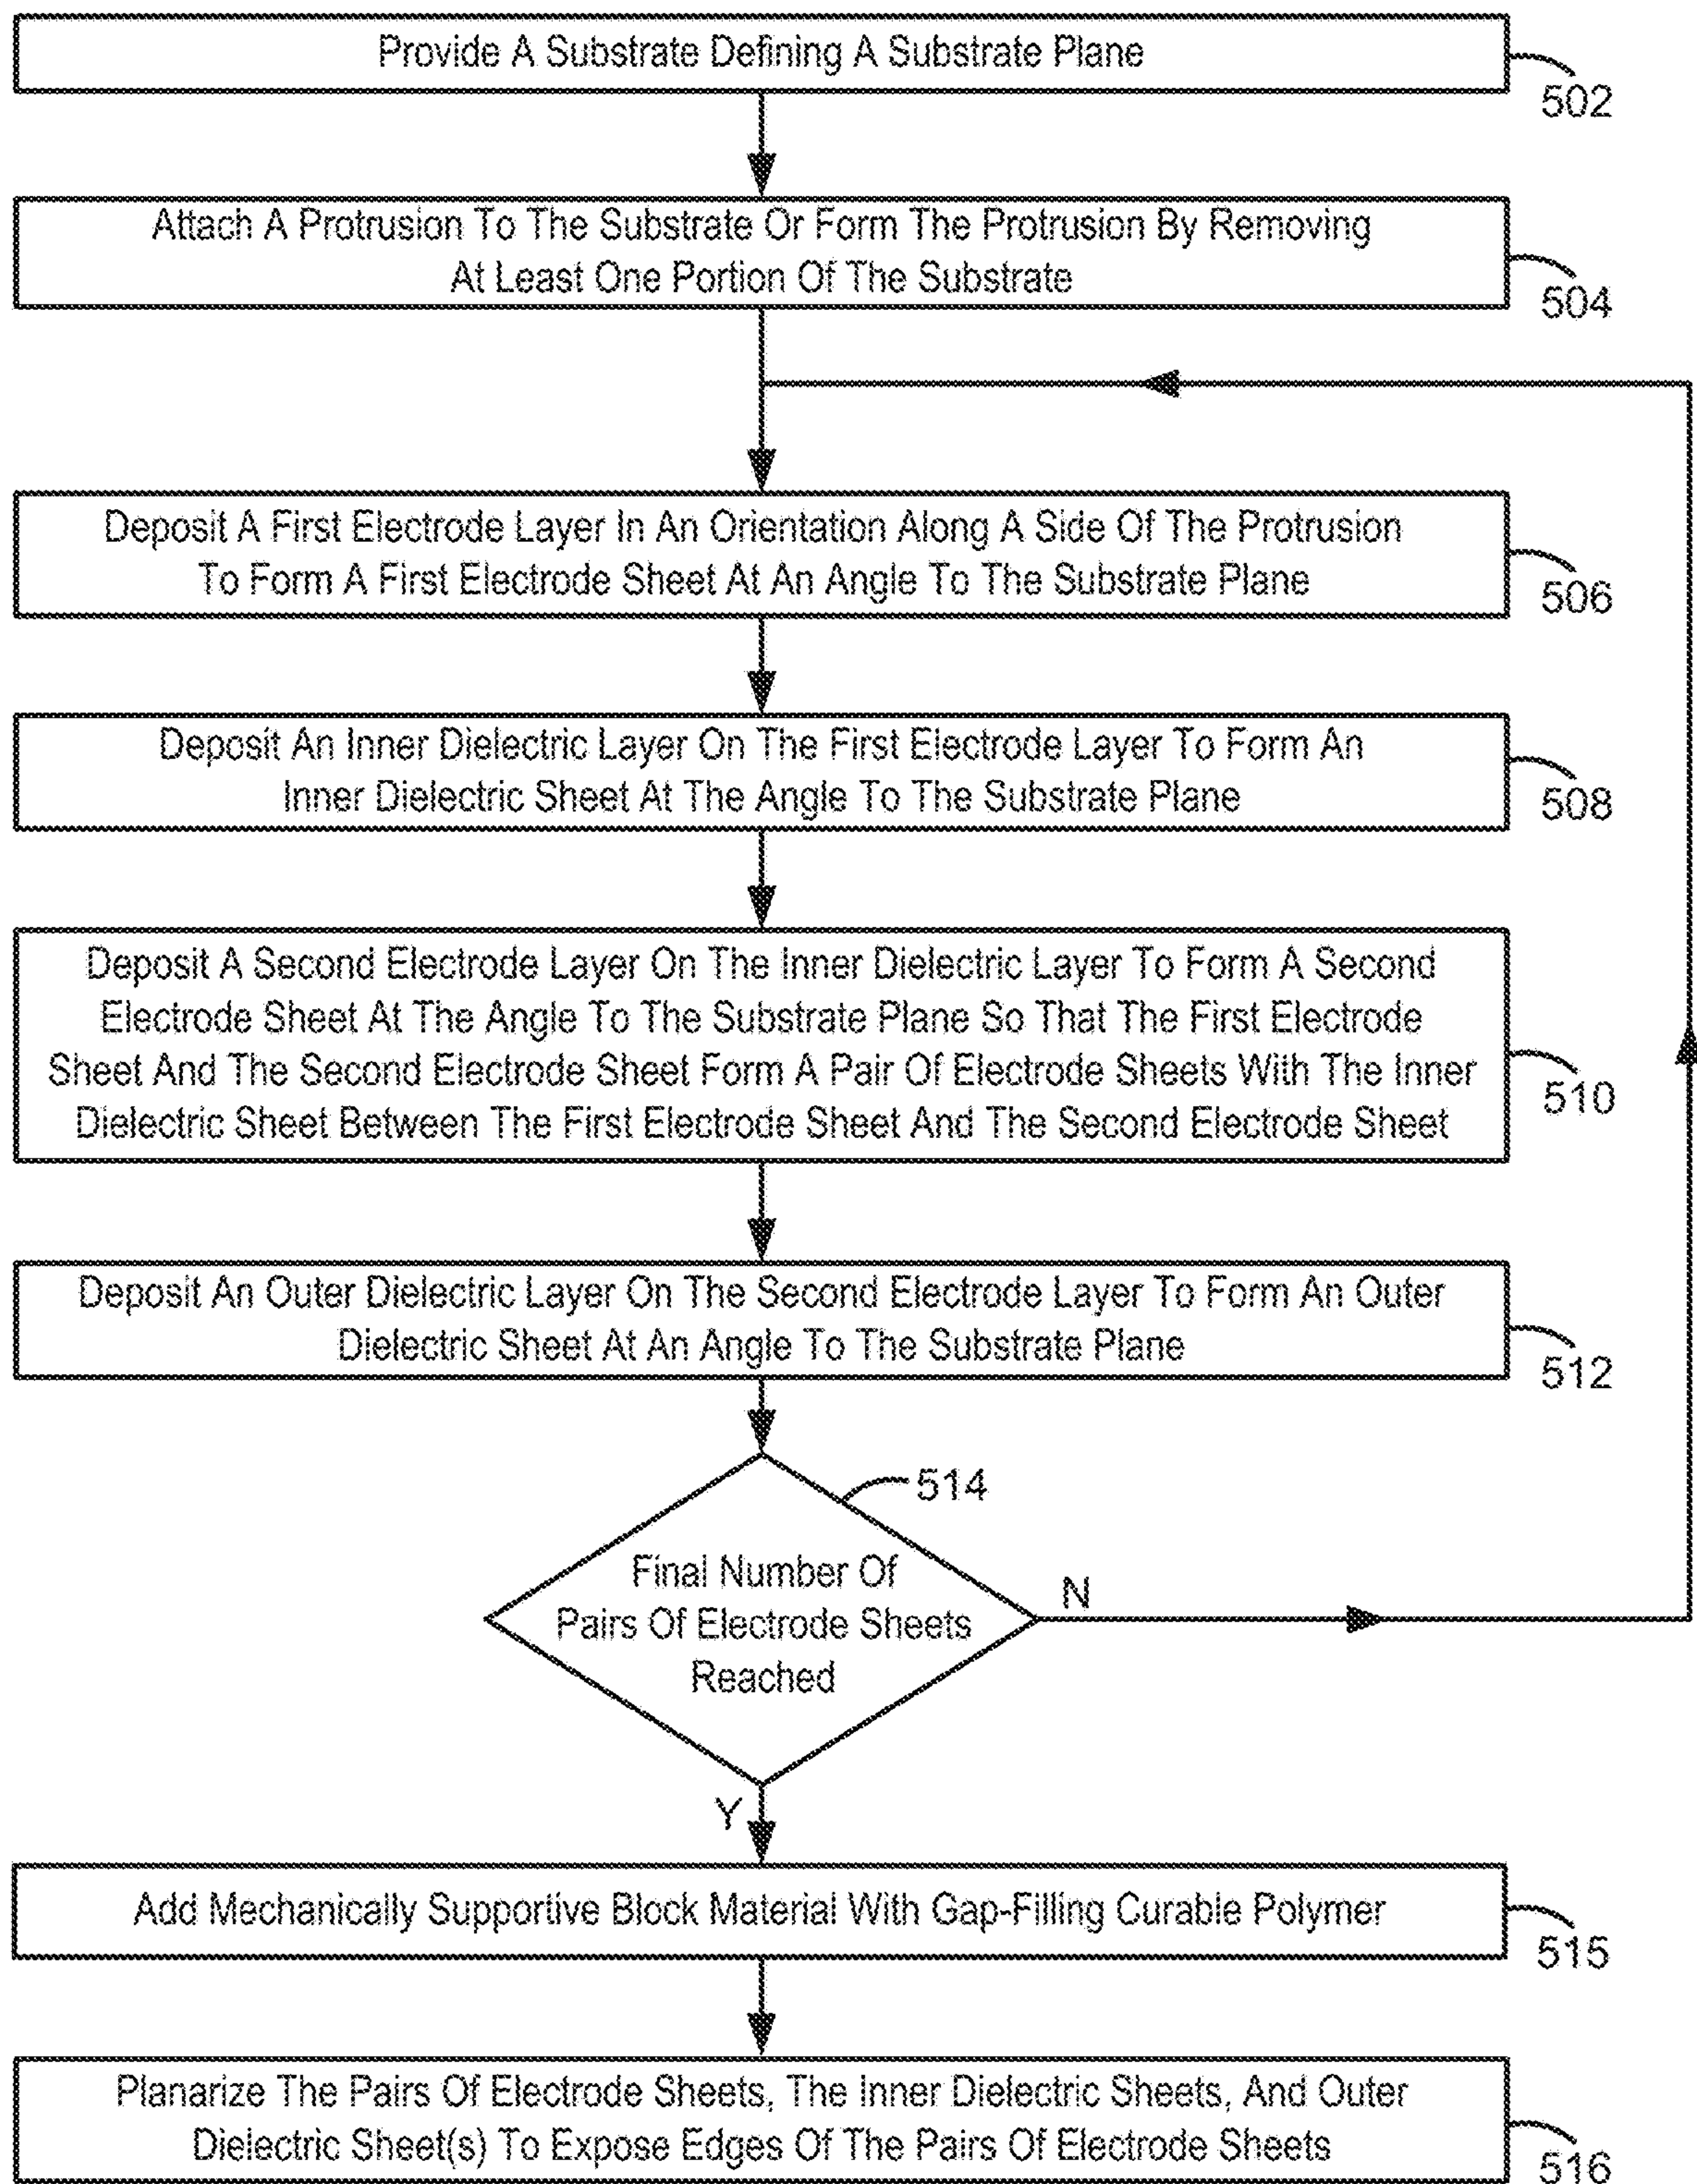 Provide A Substrate Defining A Substrate Plane
502
Attach A Protrusion To The Substrate Or Form The Protrusion By Removing
At Least One Portion Of The Substrate
504
Deposit A First Electrode Layer In An Orientation Along A Side Of The Protrusion
To Form A First Electrode Sheet At An Angle To The Substrate Plane
506
Deposit An Inner Dielectric Layer On The First Electrode Layer To Form An
Inner Dielectric Sheet At The Angle To The Substrate Plane
508
Deposit A Second Electrode Layer On The Inner Dielectric Layer To Form A Second
Electrode Sheet At The Angle To The Substrate Plane So That The First Electrode
Sheet And The Second Electrode Sheet Form A Pair Of Electrode Sheets With The Inner
Dielectric Sheet Between The First Electrode Sheet And The Second Electrode Sheet
510
Deposit An Outer Dielectric Layer On The Second Electrode Layer To Form An Outer
Dielectric Sheet At An Angle To The Substrate Plane
512
514
Final Number Of
Pairs Of Electrode Sheets
Reached
N
Y
Add Mechanically Supportive Block Material With Gap-Filling Curable Polymer
515
Planarize The Pairs Of Electrode Sheets, The Inner Dielectric Sheets, And Outer
Dielectric Sheet(s) To Expose Edges Of The Pairs Of Electrode Sheets
516